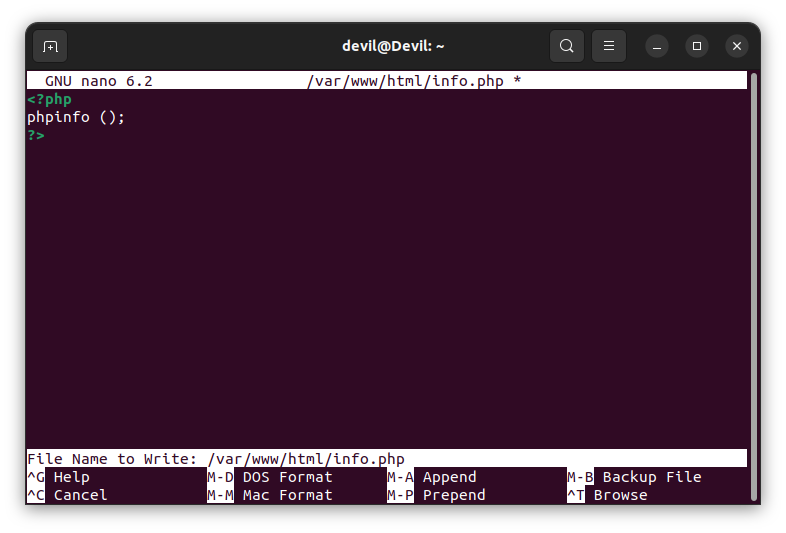 devil@Devil: ~
GNU nano 6.2 /var/www/html/info.php *
<?php
phpinfo ();
?>
File Name to Write: /var/www/html/info.php
^G Help M-D DOS Format M-A Append M-B Backup File
^C Cancel M-M Mac Format M-P Prepend ^T Browse